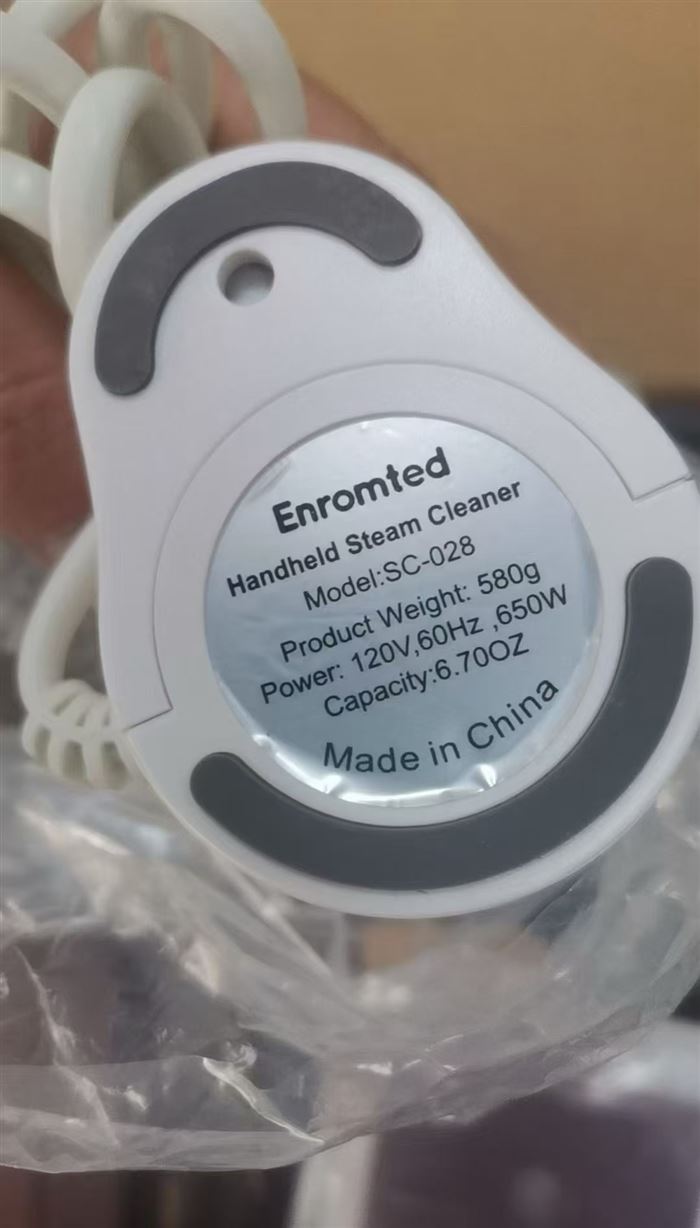 Enromted
Handheld Steam Cleaner
Model:SC-028
Product Weight: 580g
Power: 120V,60Hz ,650W
Capacity:6.70OZ
Made in China